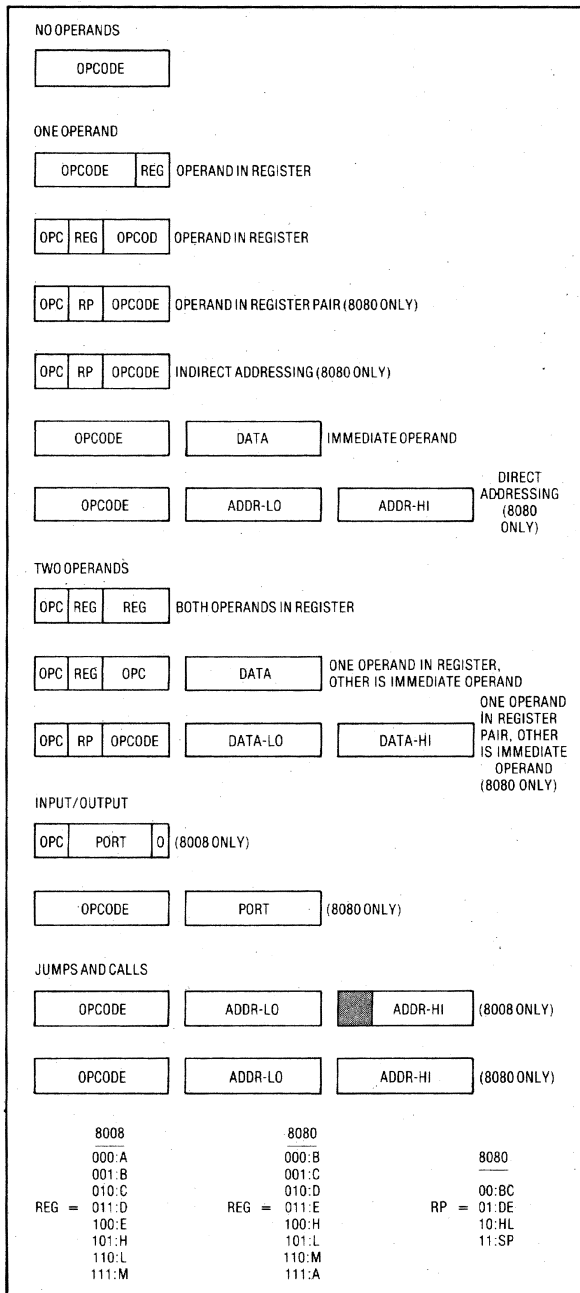 NO OPERANDS
OPCODE
ONE OPERAND
OPCODE REG OPERAND IN REGISTER
OPC REG OPCOD OPERAND IN REGISTER
OPC RP OPCODE OPERAND IN REGISTER PAIR (8080 ONLY)
OPC RP OPCODE INDIRECT ADDRESSING (8080 ONLY)
OPCODE DATA IMMEDIATE OPERAND
OPCODE ADDR-LO ADDR-HI
DIRECT
ADDRESSING
(8080
ONLY)
TWO OPERANDS
OPC REG REG BOTH OPERANDS IN REGISTER
OPC REG OPC DATA
ONE OPERAND IN REGISTER,
OTHER IS IMMEDIATE OPERAND
OPC RP OPCODE DATA-LO DATA-HI
ONE OPERAND
IN REGISTER
PAIR, OTHER
IS IMMEDIATE
OPERAND
(8080 ONLY)
INPUT/OUTPUT
OPC PORT 0 (8008 ONLY)
OPCODE PORT (8080 ONLY)
JUMPS AND CALLS
OPCODE ADDR-LO ADDR-HI (8008 ONLY)
OPCODE ADDR-LO ADDR-HI (8080 ONLY)
8008
REG =
000:A
001:B
010:C
011:D
100:E
101:H
110:L
111:M
8080
REG =
000:B
001:C
010:D
011:E
100:H
101:L
110:M
111:A
8080
RP =
00:BC
01:DE
10:HL
11:SP